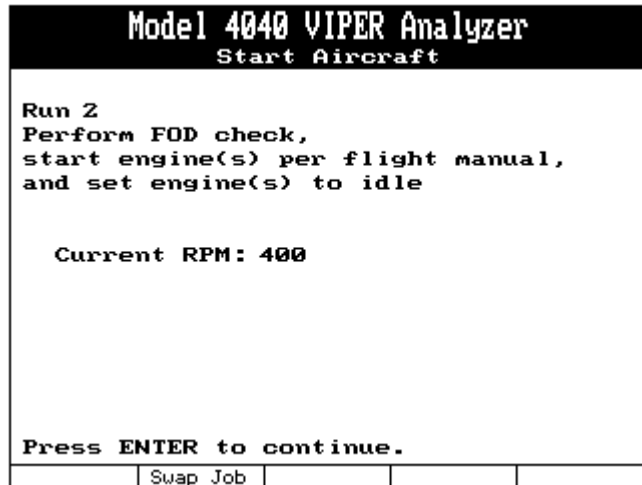 Model 4040 VIPER Analyzer
Start Aircraft
Run 2
Perform FOD check,
start engine(s) per flight manual,
and set engine(s) to idle
Current RPM: 400
Press ENTER to continue.
Swap Job